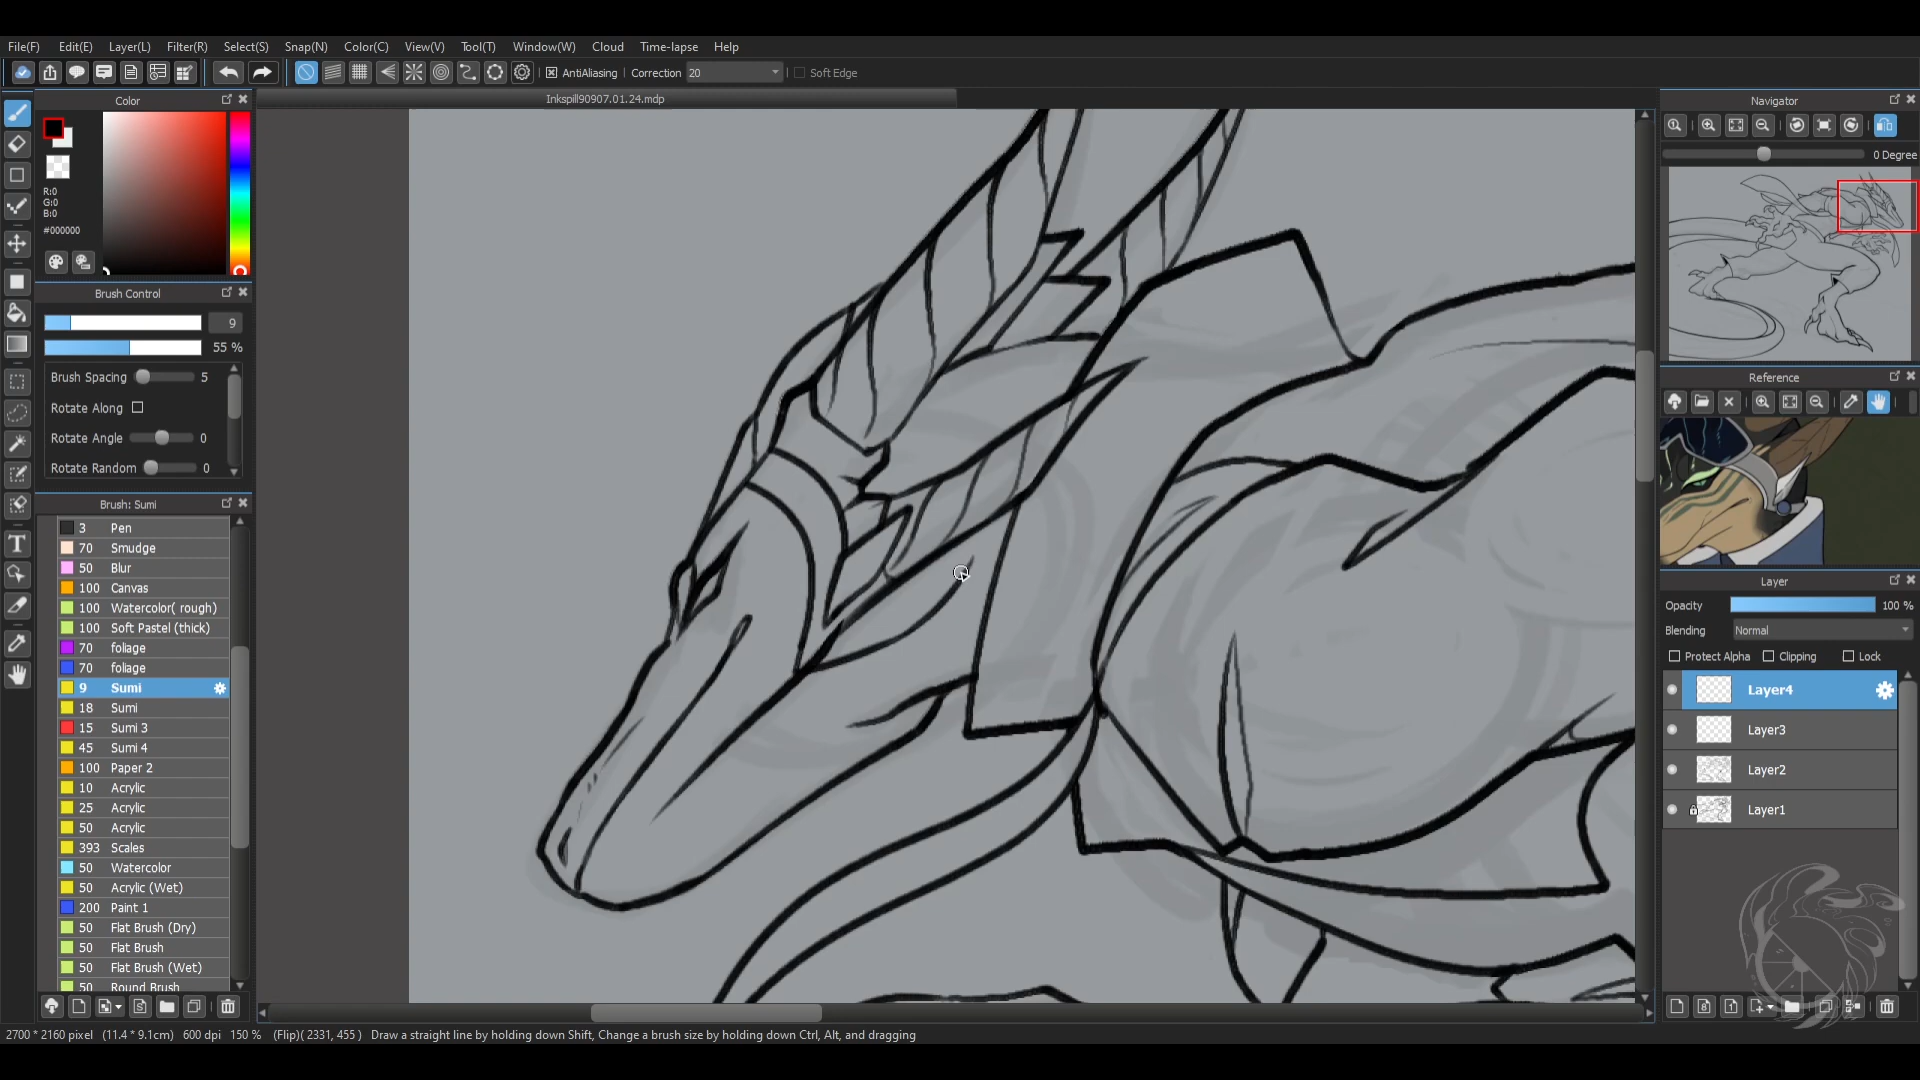 File(F) Edit(E) Layer(L) Filter(R) Select(S) Snap(N) Color(C) View(V) Tool(T) Window(W) Cloud Time-lapse Help
AntiAliasing Correction 20 Soft Edge
Color
R:0
G:0
B:0
#000000
Brush Control
9
55 %
Brush Spacing 5
Rotate Along
Rotate Angle 0
Rotate Random 0
Brush: Sumi
3 Pen
70 Smudge
50 Blur
100 Canvas
100 Watercolor( rough)
100 Soft Pastel (thick)
70 foliage
70 foliage
9 Sumi
18 Sumi
15 Sumi 3
45 Sumi 4
100 Paper 2
10 Acrylic
25 Acrylic
50 Acrylic
393 Scales
50 Watercolor
50 Acrylic (Wet)
200 Paint 1
50 Flat Brush (Dry)
50 Flat Brush
50 Flat Brush (Wet)
50 Round Brush
Inkspill90907.01.24.mdp
Navigator
0 Degree
Reference
Layer
Opacity 100 %
Blending Normal
Protect Alpha Clipping Lock
Layer4
Layer3
Layer2
Layer1
2700 * 2160 pixel (11.4 * 9.1cm) 600 dpi 150 % (Flip)( 2331, 455 ) Draw a straight line by holding down Shift, Change a brush size by holding down Ctrl, Alt, and dragging